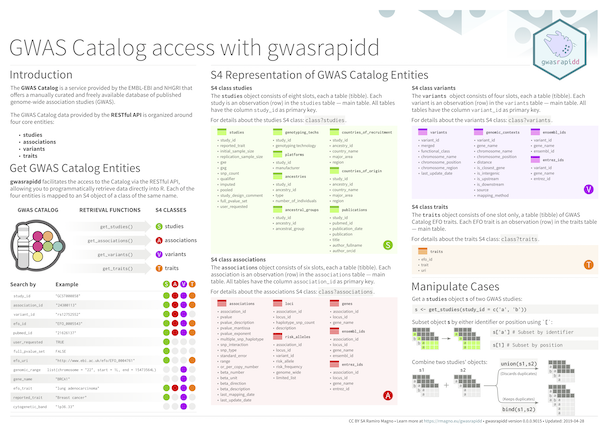 GWAS Catalog access with gwasrapidd
gwasrapidd
Introduction
The GWAS Catalog is a service provided by the EMBL-EBI and NHGRI that
offers a manually curated and freely available database of published
genome-wide association studies (GWAS).
The GWAS Catalog data provided by the RESTful API is organized around
four core entities:
• studies
• associations
• variants
• traits
Get GWAS Catalog Entities
gwasrapidd facilitates the access to the Catalog via the RESTful API,
allowing you to programmatically retrieve data directly into R. Each of the
four entities is mapped to an S4 object of a class of the same name.
GWAS CATALOG RETRIEVAL FUNCTIONS S4 CLASSES
get_studies() S studies
get_associations() A associations
get_variants() V variants
get_traits() T traits
Search by Example S A V T
study_id
association_id
variant_id
efo_id
pubmed_id
user_requested TRUE
full_pvalue_set FALSE
efo_uri
genomic_range
gene_name
efo_trait "lung adenocarcinoma"
reported_trait "breast cancer"
cytogenetic_band
S4 Representation of GWAS Catalog Entities
S4 class studies
The studies object consists of eight slots, each a table (tibble). Each
study is an observation (row) in the studies table — main table. All tables
have the column study_id as primary key.
For details about the studies S4 class: class?studies.
studies
• study_id
• reported_trait
• initial_sample_size
• replication_sample_size
• gxe
• gxg
• snp_count
• qualifier
• imputed
• pooled
• study_design_comment
• full_pvalue_set
• user_requested
genotyping_techs
• study_id
• genotyping_technology
platforms
• study_id
• manufacturer
ancestries
• study_id
• ancestry_id
• type
• number_of_individuals
ancestral_groups
• study_id
• ancestry_id
• ancestral_group
countries_of_recruitment
• study_id
• ancestry_id
• country_name
• major_area
• region
countries_of_origin
• study_id
• ancestry_id
• country_name
• major_area
• region
publications
• study_id
• pubmed_id
• publication_date
• publication
• title
• author_fullname
• author_orcid
S
S4 class associations
The associations object consists of six slots, each a table (tibble). Each
association is an observation (row) in the associations table — main
table. All tables have the column association_id as primary key.
For details about the associations S4 class: class?associations.
associations
• association_id
• pvalue
• pvalue_description
• pvalue_mantissa
• pvalue_exponent
• multiple_snp_haplotype
• snp_interaction
• snp_type
• standard_error
• range
• or_per_copy_number
• beta_number
• beta_unit
• beta_direction
• beta_description
• last_mapping_date
• last_update_date
loci
• association_id
• locus_id
• haplotype_snp_count
• description
risk_alleles
• association_id
• locus_id
• variant_id
• risk_allele
• risk_frequency
• genome_wide
• limited_list
genes
• association_id
• locus_id
• gene_name
ensembl_ids
• association_id
• locus_id
• gene_name
• ensembl_id
entrez_ids
• association_id
• locus_id
• gene_name
• entrez_id
A
S4 class variants
The variants object consists of four slots, each a table (tibble). Each
variant is an observation (row) in the variants table — main table. All
tables have the column variant_id as primary key.
For details about the variants S4 class: class?variants.
variants
• variant_id
• merged
• functional_class
• chromosome_name
• chromosome_position
• chromosome_region
• last_update_date
genomic_contexts
• variant_id
• gene_name
• chromosome_name
• chromosome_position
• distance
• is_closest_gene
• is_intergenic
• is_upstream
• is_downstream
• source
• mapping_method
ensembl_ids
• variant_id
• gene_name
• ensembl_id
entrez_ids
• variant_id
• gene_name
• entrez_id
V
S4 class traits
The traits object consists of one slot only, a table (tibble) of GWAS
Catalog EFO traits. Each EFO trait is an observation (row) in the traits table
— main table.
For details about the traits S4 class: class?traits.
traits
• efo_id
• trait
• uri
T
Manipulate Cases
Get a studies object s of two GWAS studies:
s <- get_studies(study_id = c('a', 'b'))
Subset object s by either identifier or position using `[`:
s['a'] # Subset by identifier
s[1] # Subset by position
Combine two studies' objects:
s1 s2
union(s1,s2)
(Discards duplicates)
(Keeps duplicates)
bind(s1,s2)
CC BY SA Ramiro Magno • Learn more at https://rmagno.eu/gwasrapidd • gwasrapidd version 0.0.0.9015 • Updated: 2019-04-28